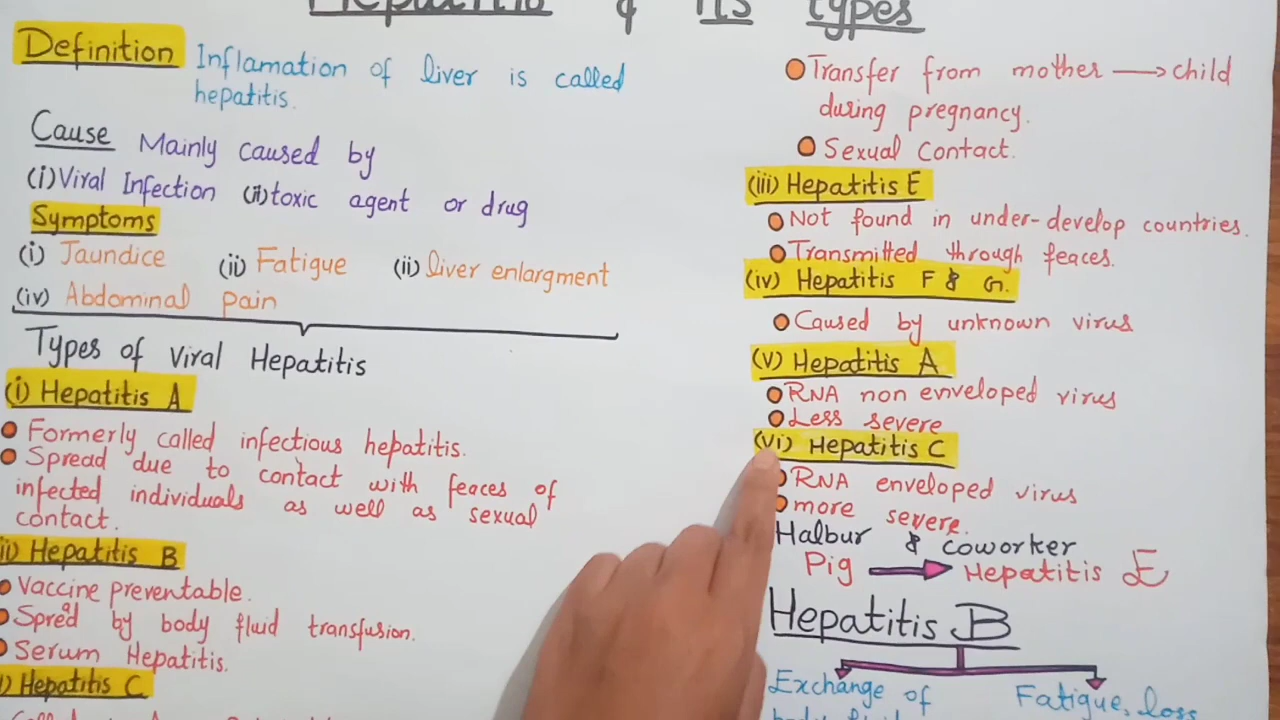 Hepatitis & its types
Definition Inflamation of liver is called
hepatitis.
Cause Mainly caused by
(i) Viral Infection (ii) toxic agent or drug
Symptoms
(i) Jaundice (ii) Fatigue (ii) liver enlargment
(iv) Abdominal pain
Types of Viral Hepatitis
(i) Hepatitis A
Formerly called infectious hepatitis.
Spread due to contact with feaces of
infected individuals as well as sexual
contact.
ii) Hepatitis B
Vaccine preventable.
Spread by body fluid transfusion.
Serum Hepatitis.
i) Hepatitis C
Transfer from mother → child
during pregnancy.
Sexual Contact.
(iii) Hepatitis E
Not found in under-develop countries.
Transmitted through feaces.
(iv) Hepatitis F & G.
Caused by unknown virus
(v) Hepatitis A
RNA non enveloped virus
Less severe
(vi) Hepatitis C
RNA enveloped virus
more severe.
Halbur & coworker
Pig → Hepatitis E
Hepatitis B
Exchange of Fatigue, loss